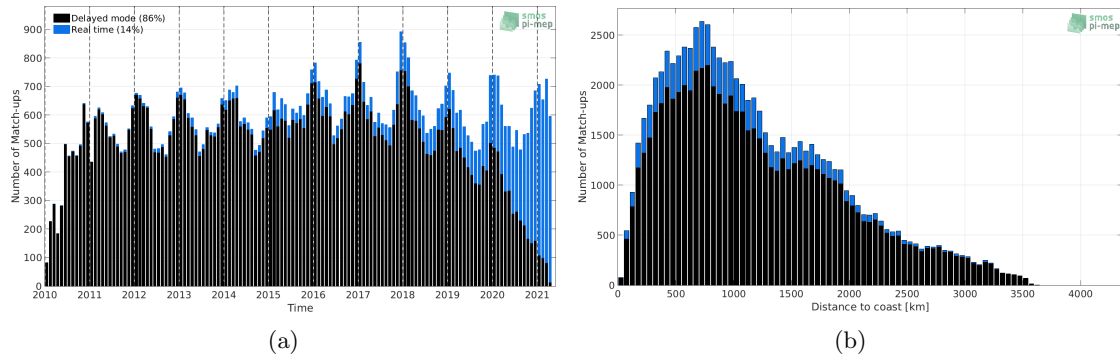 Delayed mode (86%)
Real time (14%)
smos
pi-mep
900
800
700
600
500
400
300
200
100
0
Number of Match-ups
2010 2011 2012 2013 2014 2015 2016 2017 2018 2019 2020 2021
Time
(a)
smos
pi-mep
2500
2000
1500
1000
500
0
Number of Match-ups
0 500 1000 1500 2000 2500 3000 3500 4000
Distance to coast [km]
(b)